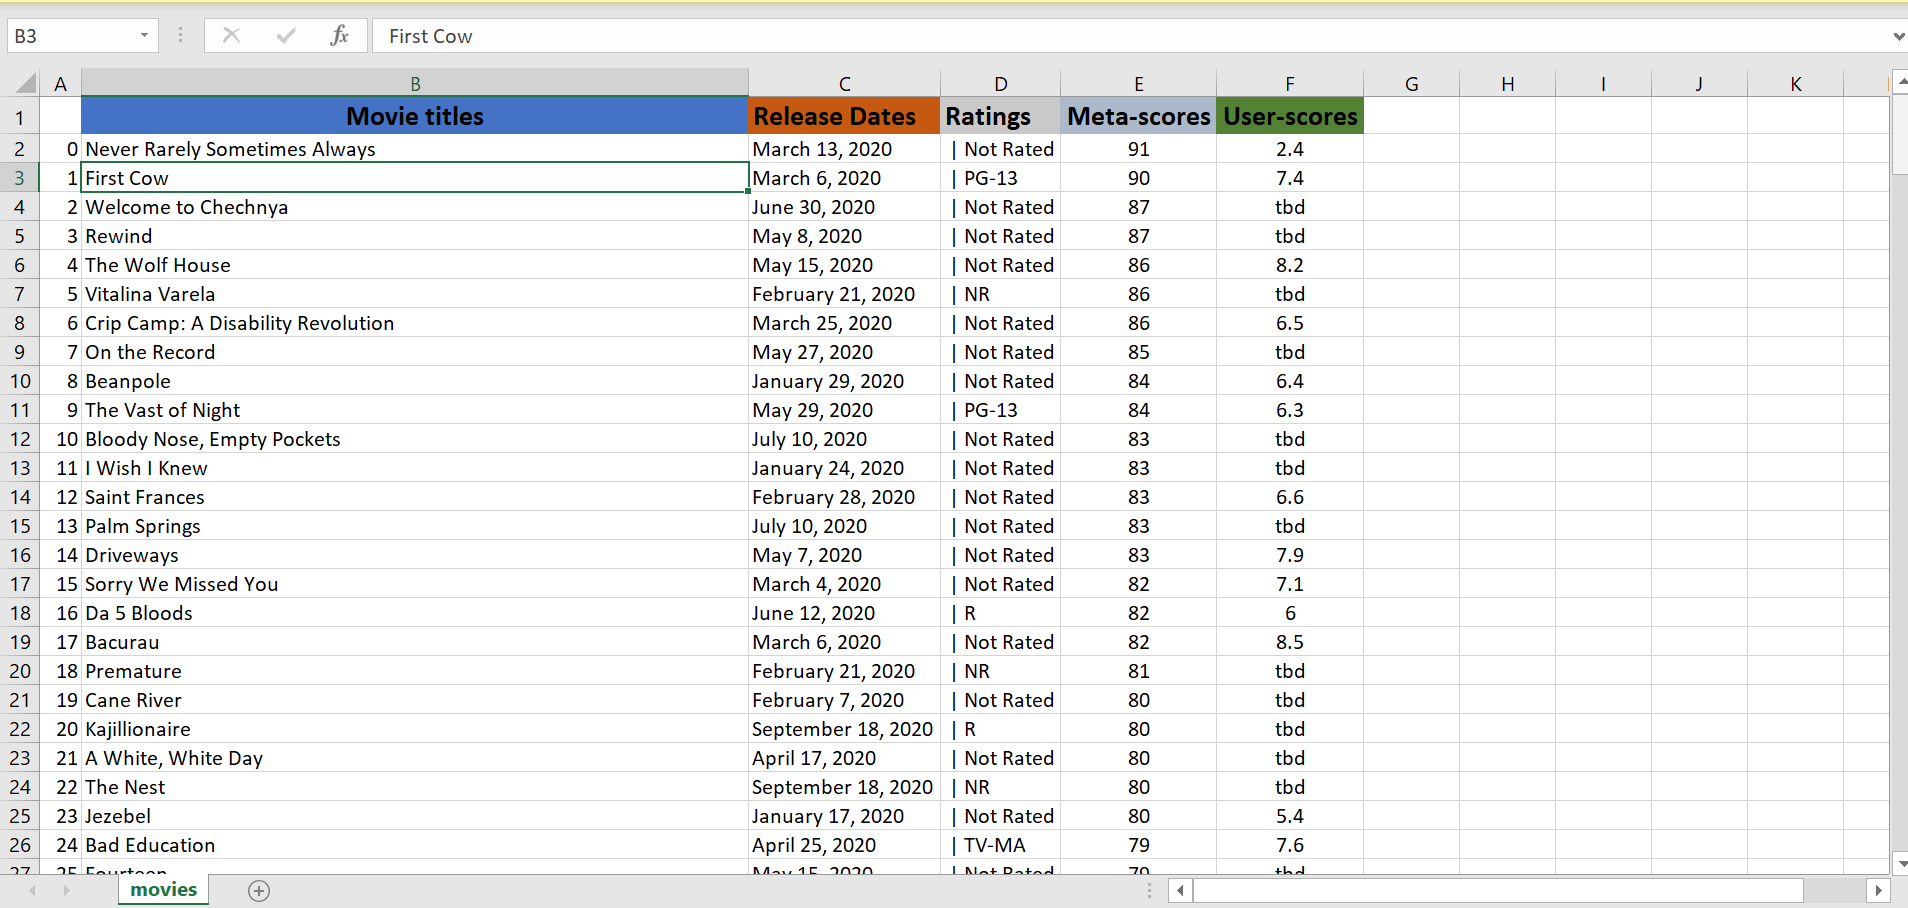 B3 fx First Cow
A B C D E F G H I J K
1 Movie titles Release Dates Ratings Meta-scores User-scores
2 0 Never Rarely Sometimes Always March 13, 2020 | Not Rated 91 2.4
3 1 First Cow March 6, 2020 | PG-13 90 7.4
4 2 Welcome to Chechnya June 30, 2020 | Not Rated 87 tbd
5 3 Rewind May 8, 2020 | Not Rated 87 tbd
6 4 The Wolf House May 15, 2020 | Not Rated 86 8.2
7 5 Vitalina Varela February 21, 2020 | NR 86 tbd
8 6 Crip Camp: A Disability Revolution March 25, 2020 | Not Rated 86 6.5
9 7 On the Record May 27, 2020 | Not Rated 85 tbd
10 8 Beanpole January 29, 2020 | Not Rated 84 6.4
11 9 The Vast of Night May 29, 2020 | PG-13 84 6.3
12 10 Bloody Nose, Empty Pockets July 10, 2020 | Not Rated 83 tbd
13 11 I Wish I Knew January 24, 2020 | Not Rated 83 tbd
14 12 Saint Frances February 28, 2020 | Not Rated 83 6.6
15 13 Palm Springs July 10, 2020 | Not Rated 83 tbd
16 14 Driveways May 7, 2020 | Not Rated 83 7.9
17 15 Sorry We Missed You March 4, 2020 | Not Rated 82 7.1
18 16 Da 5 Bloods June 12, 2020 | R 82 6
19 17 Bacurau March 6, 2020 | Not Rated 82 8.5
20 18 Premature February 21, 2020 | NR 81 tbd
21 19 Cane River February 7, 2020 | Not Rated 80 tbd
22 20 Kajillionaire September 18, 2020 | R 80 tbd
23 21 A White, White Day April 17, 2020 | Not Rated 80 tbd
24 22 The Nest September 18, 2020 | NR 80 tbd
25 23 Jezebel January 17, 2020 | Not Rated 80 5.4
26 24 Bad Education April 25, 2020 | TV-MA 79 7.6
27 25 Fourteen May 15, 2020 | Not Rated 79 tbd
movies